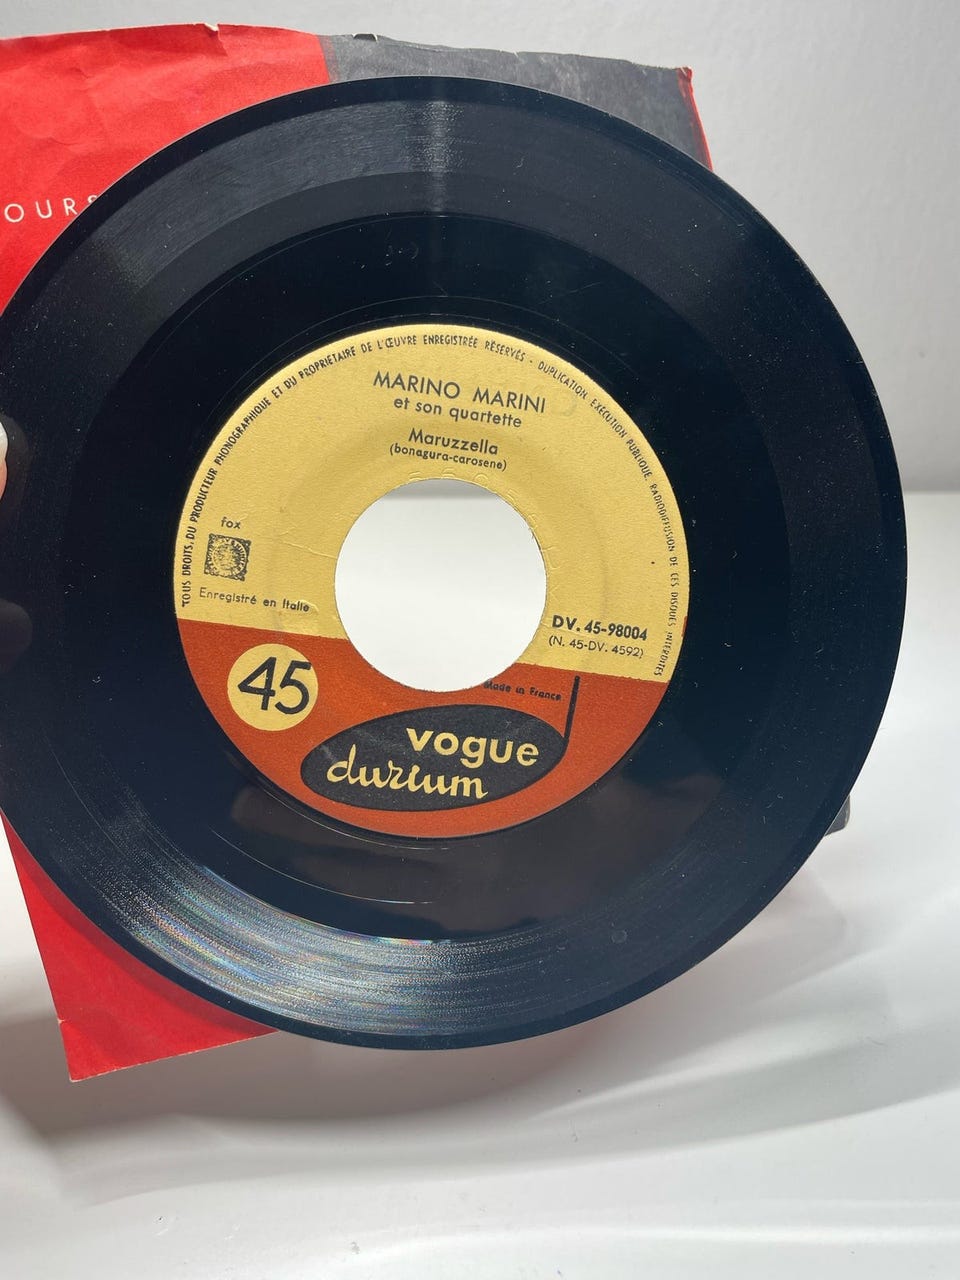 OURS
TOUS DROITS, DU PRODUCTEUR PHONOGRAPHIQUE ET DU PROPRIÉTAIRE DE L'ŒUVRE ENREGISTRÉE RÉSERVÉS - DUPLICATION, EXÉCUTION PUBLIQUE, RADIODIFFUSION DE CES DISQUES INTERDITES
MARINO MARINI
et son quartette
Maruzzella
(bonagura-carosene)
fox
Enregistré en Italie
DV. 45-98004
(N. 45-DV. 4592)
45
Made in France
vogue
durium